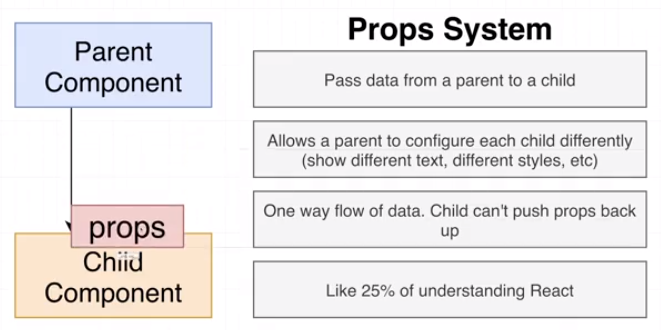 Props System
Parent
Component
props
Child
Component
Pass data from a parent to a child
Allows a parent to configure each child differently
(show different text, different styles, etc)
One way flow of data. Child can't push props back
up
Like 25% of understanding React